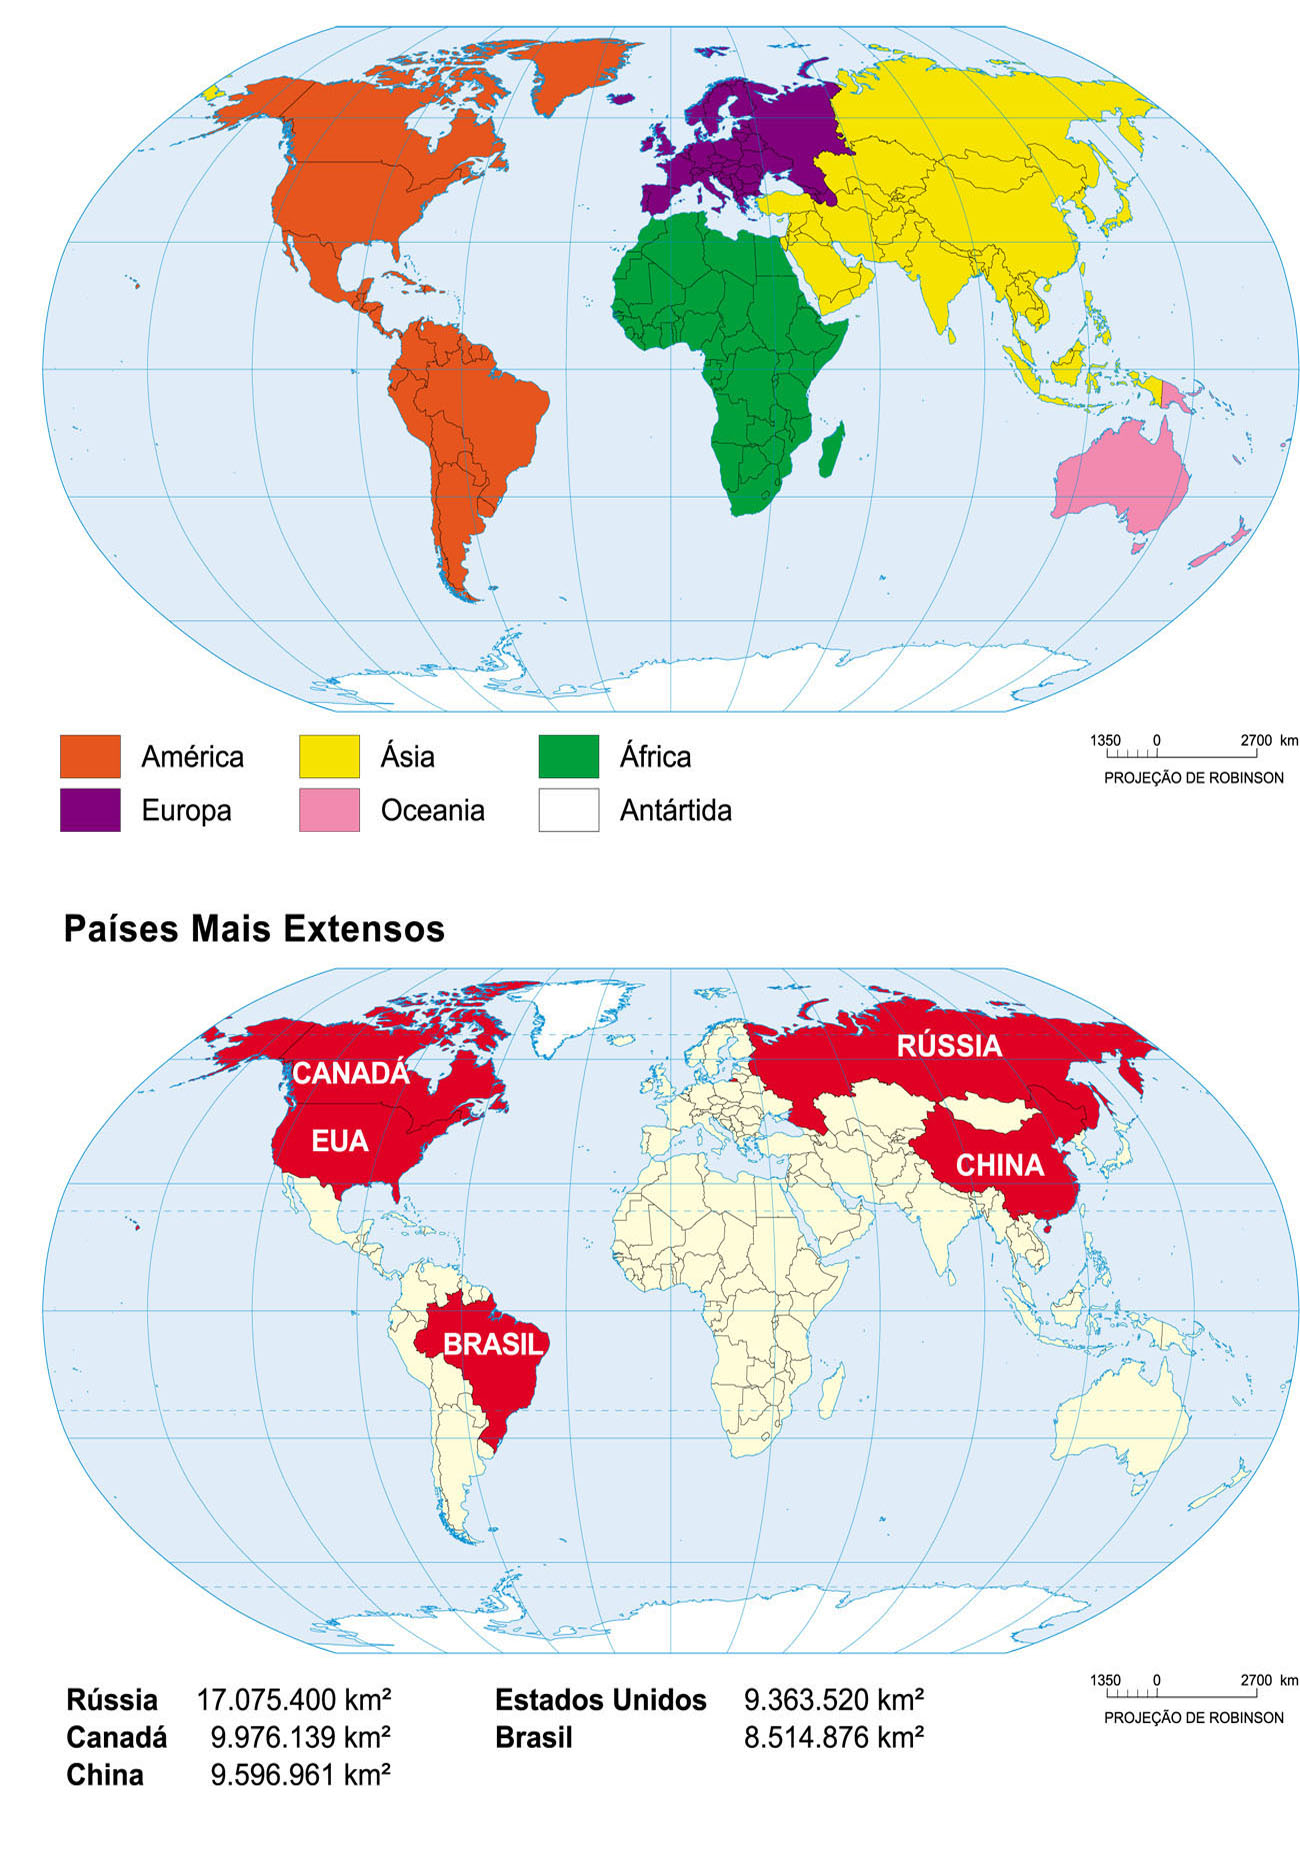 América
Ásia
África
Europa
Oceania
Antártida
1350 0 2700 km
PROJEÇÃO DE ROBINSON
Países Mais Extensos
RÚSSIA
CANADÁ
EUA
CHINA
BRASIL
1350 0 2700 km
PROJEÇÃO DE ROBINSON
Rússia 17.075.400 km²
Canadá 9.976.139 km²
China 9.596.961 km²
Estados Unidos 9.363.520 km²
Brasil 8.514.876 km²